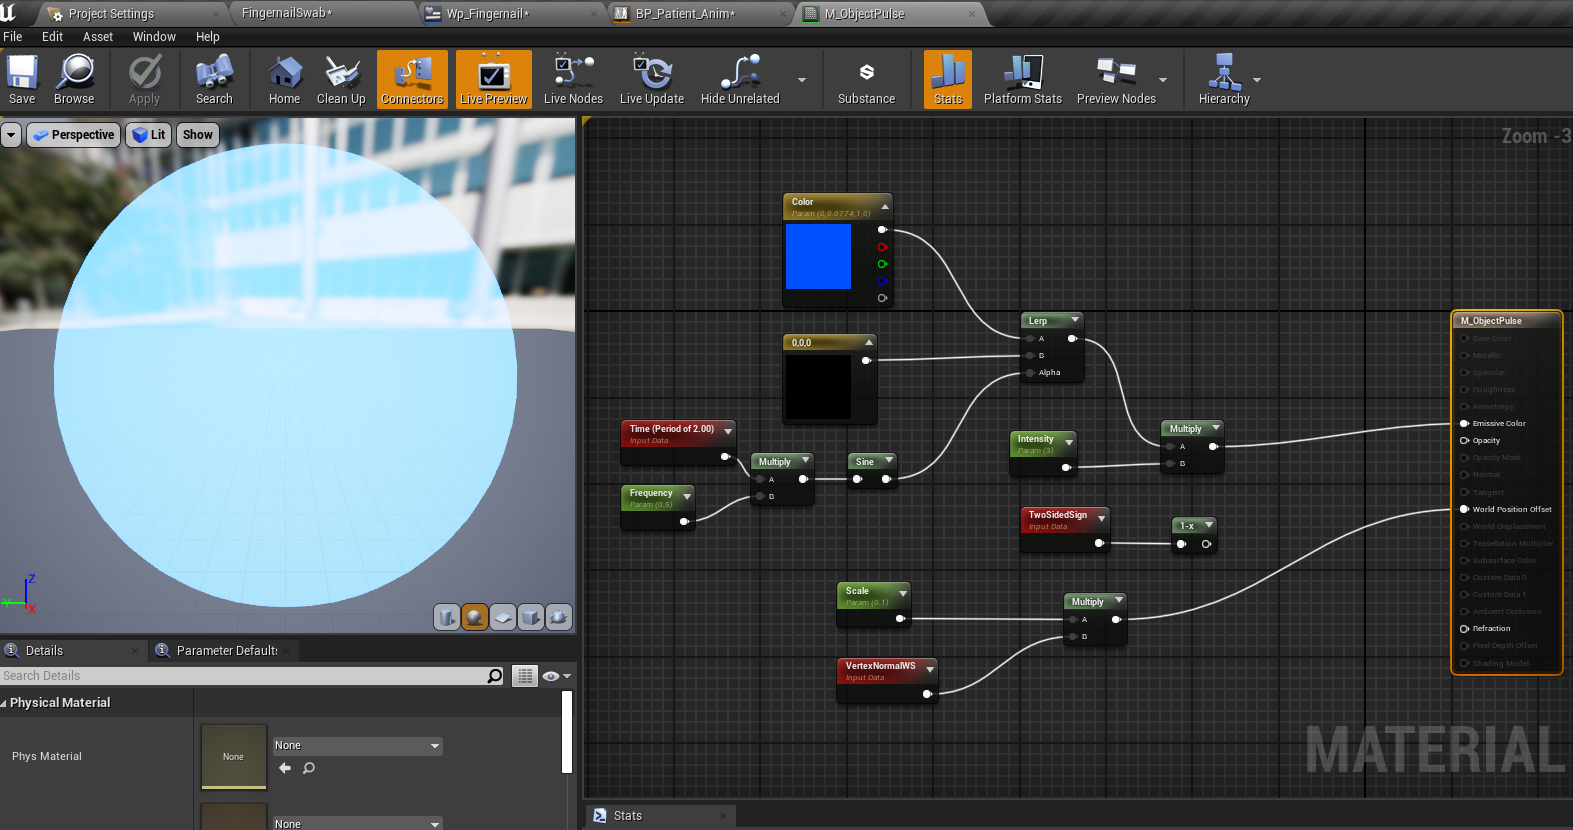 Project Settings
FingernailSwab*
Wp_Fingernail*
BP_Patient_Anim*
M_ObjectPulse
File Edit Asset Window Help
Save
Browse
Apply
Search
Home
Clean Up
Connectors
Live Preview
Live Nodes
Live Update
Hide Unrelated
Substance
Stats
Platform Stats
Preview Nodes
Hierarchy
Perspective
Lit
Show
Zoom -3
Color
Param (0,0.0774,1,0)
0,0,0
Lerp
A
B
Alpha
Time (Period of 2.00)
Input Data
Multiply
A
B
Sine
Frequency
Param (0.5)
Intensity
Param (3)
Multiply
A
B
TwoSidedSign
Input Data
1-x
Scale
Param (0.1)
Multiply
A
B
VertexNormalWS
Input Data
M_ObjectPulse
Base Color
Metallic
Specular
Roughness
Anisotropy
Emissive Color
Opacity
Opacity Mask
Normal
Tangent
World Position Offset
World Displacement
Tessellation Multiplier
Subsurface Color
Custom Data 0
Custom Data 1
Ambient Occlusion
Refraction
Pixel Depth Offset
Shading Model
MATERIAL
Z
Y
X
Details
Parameter Default
Search Details
Physical Material
Phys Material
None
None
None
Stats